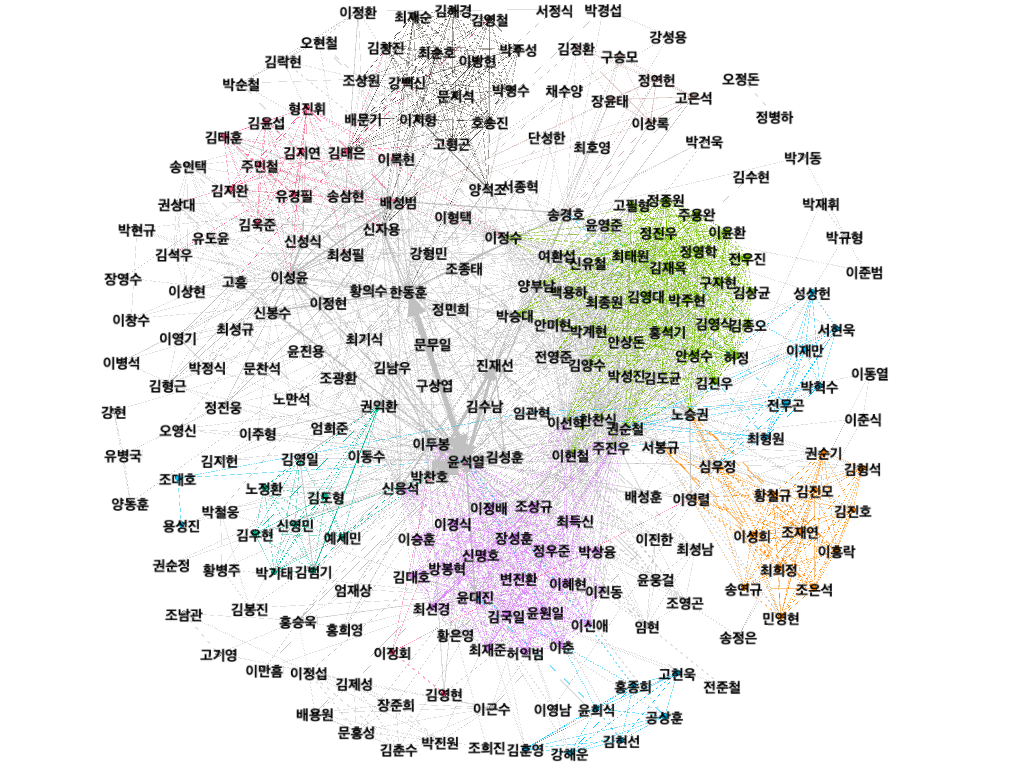 이정환
최재순
김해경
김영철
서정식
박경섭
오현철
김창진
최순호
이방현
박주성
김정환
구승모
강성용
김락현
박순철
조상원
강백신
문지석
박영수
채수양
장윤태
정연헌
고은석
오정돈
형진휘
김윤섭
배문기
이지형
호승진
이상록
정병하
김태훈
김지연
김태은
이복현
고형곤
단성한
최호영
박건욱
박기동
송언택
주민철
김지완
유경필
송삼현
배성범
양석조
서종혁
김수현
권상대
김욱준
신자용
이형택
이정수
송경호
윤영준
고필형
정종원
주용완
박재휘
박현규
유도윤
신성식
최성필
강형민
정진우
이윤환
박규형
김석우
조종태
여환섭
신유철
최태원
김재옥
정영학
전우진
장영수
이상현
고흥
이성윤
황의수
한동훈
양부남
백용하
최종원
김영대
박주현
구자현
김상균
이준범
성상헌
이창수
신봉수
이정현
정민희
박승대
안미현
박계현
홍석기
김영식
김종오
서현욱
이영기
최성규
최기식
문무일
안상돈
이병석
박정식
문찬석
윤진용
김남우
진재선
전영준
김양수
안성수
허정
이재만
김형근
조광환
구상엽
박성진
김도균
김진우
박혁수
이동열
강현
정진웅
노만석
권익환
김수남
임관혁
이선혁
한찬식
권순철
노승권
전무곤
이준식
오영신
이주형
엄희준
이두봉
주진우
서봉규
최형원
유병국
김지헌
김영일
이동수
윤석열
김성훈
이현철
심우정
권순기
김형석
조대호
노정환
김도형
신응석
박찬호
배성훈
이영렬
황철규
김진모
양동훈
용성진
박철웅
김우현
신영민
예세민
이정배
조상규
최득신
김진호
권순정
황병주
박기태
김범기
이승훈
이경식
장성훈
정우준
박상용
이진한
최성남
이성희
조재연
이흥락
신명호
방봉혁
김대호
변진환
이혜현
이진동
윤웅걸
조영곤
최희정
송연규
조은석
조남관
김봉진
엄재상
홍승욱
홍희영
최선경
윤대진
김국일
윤원일
이신애
임현
송정은
민영현
황은영
최재준
허익범
이춘
이만흠
이정섭
이정회
김제성
김영현
홍종희
고현욱
전준철
배용원
장준희
이근수
이영남
윤희식
공상훈
문홍성
김춘수
박진원
조희진
김훈영
강해운
김현선